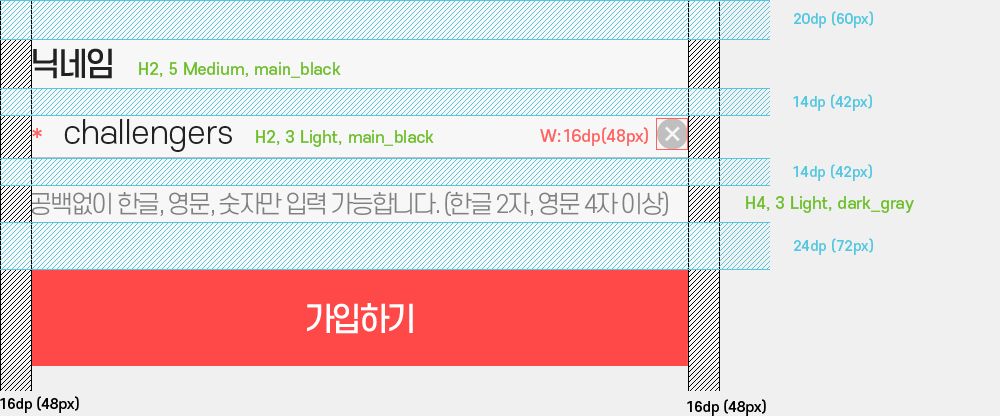 20dp (60px)
닉네임 H2, 5 Medium, main_black
14dp (42px)
* challengers H2, 3 Light, main_black W:16dp(48px)
14dp (42px)
공백없이 한글, 영문, 숫자만 입력 가능합니다. (한글 2자, 영문 4자 이상) H4, 3 Light, dark_gray
24dp (72px)
가입하기
16dp (48px) 16dp (48px)